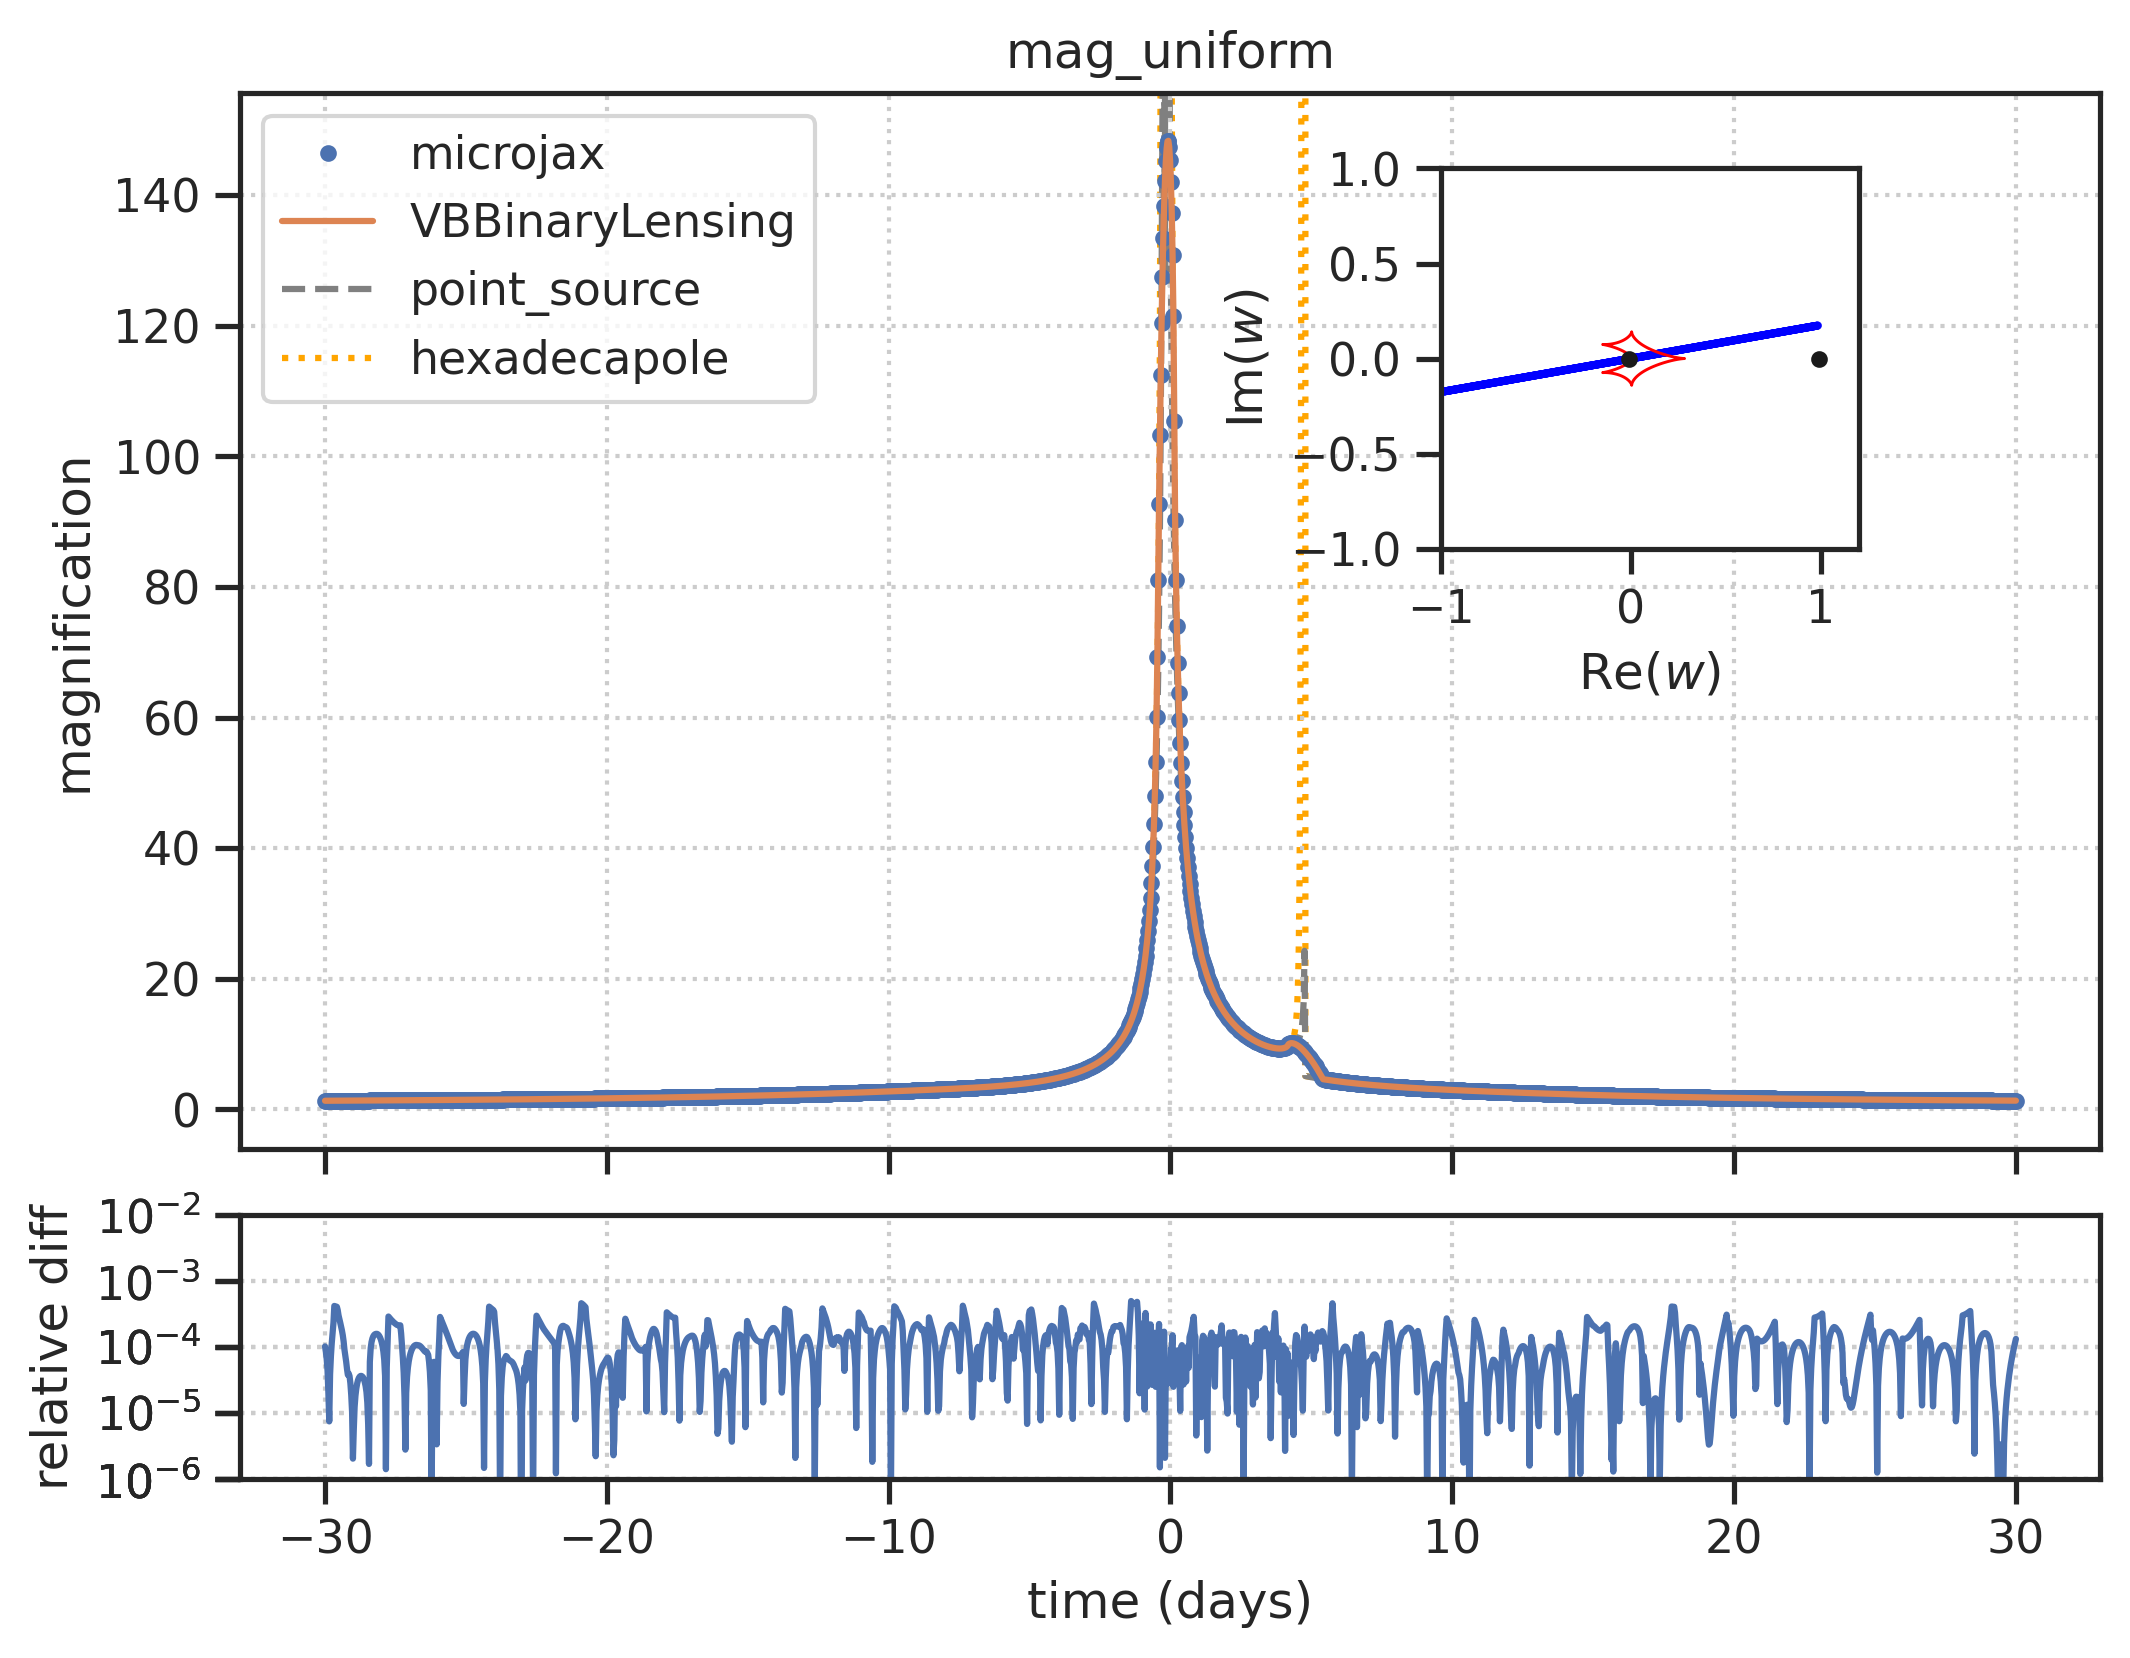 mag_uniform
microjax
VBBinaryLensing
point_source
hexadecapole
magnification
140
120
100
80
60
40
20
0
Im(w)
1.0
0.5
0.0
−0.5
−1.0
−1 0 1
Re(w)
relative diff
10⁻²
10⁻³
10⁻⁴
10⁻⁵
10⁻⁶
−30 −20 −10 0 10 20 30
time (days)